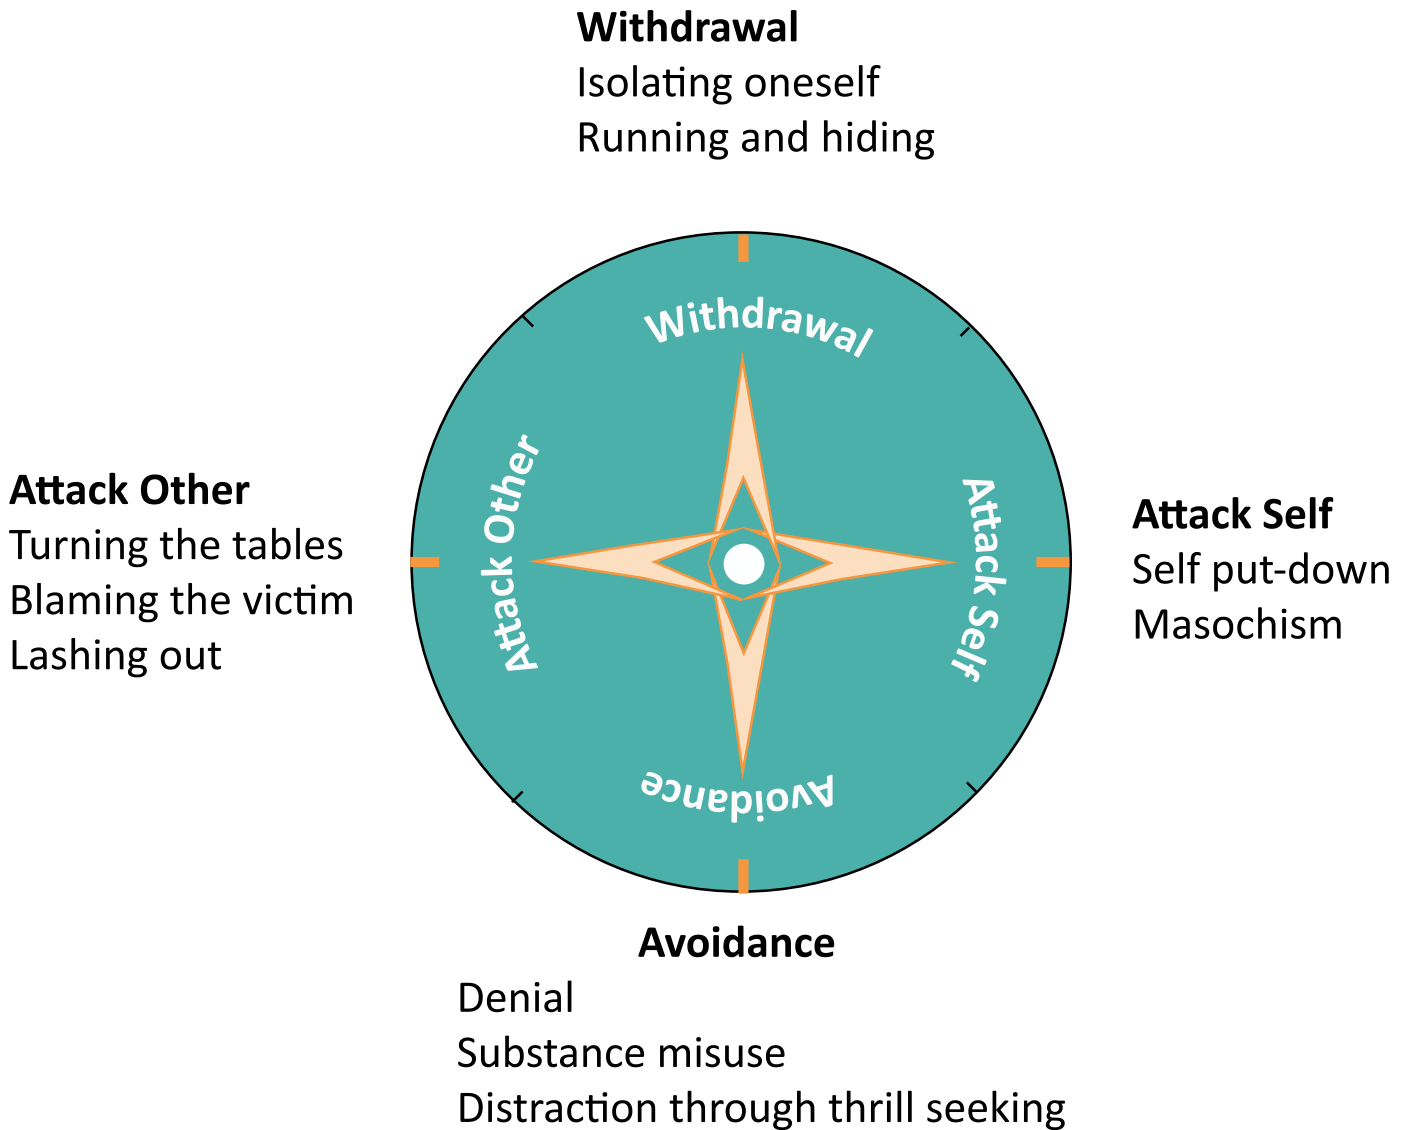 Withdrawal
Isolating oneself
Running and hiding
Withdrawal
Attack Other
Attack Self
Avoidance
Attack Other
Turning the tables
Blaming the victim
Lashing out
Attack Self
Self put-down
Masochism
Avoidance
Denial
Substance misuse
Distraction through thrill seeking